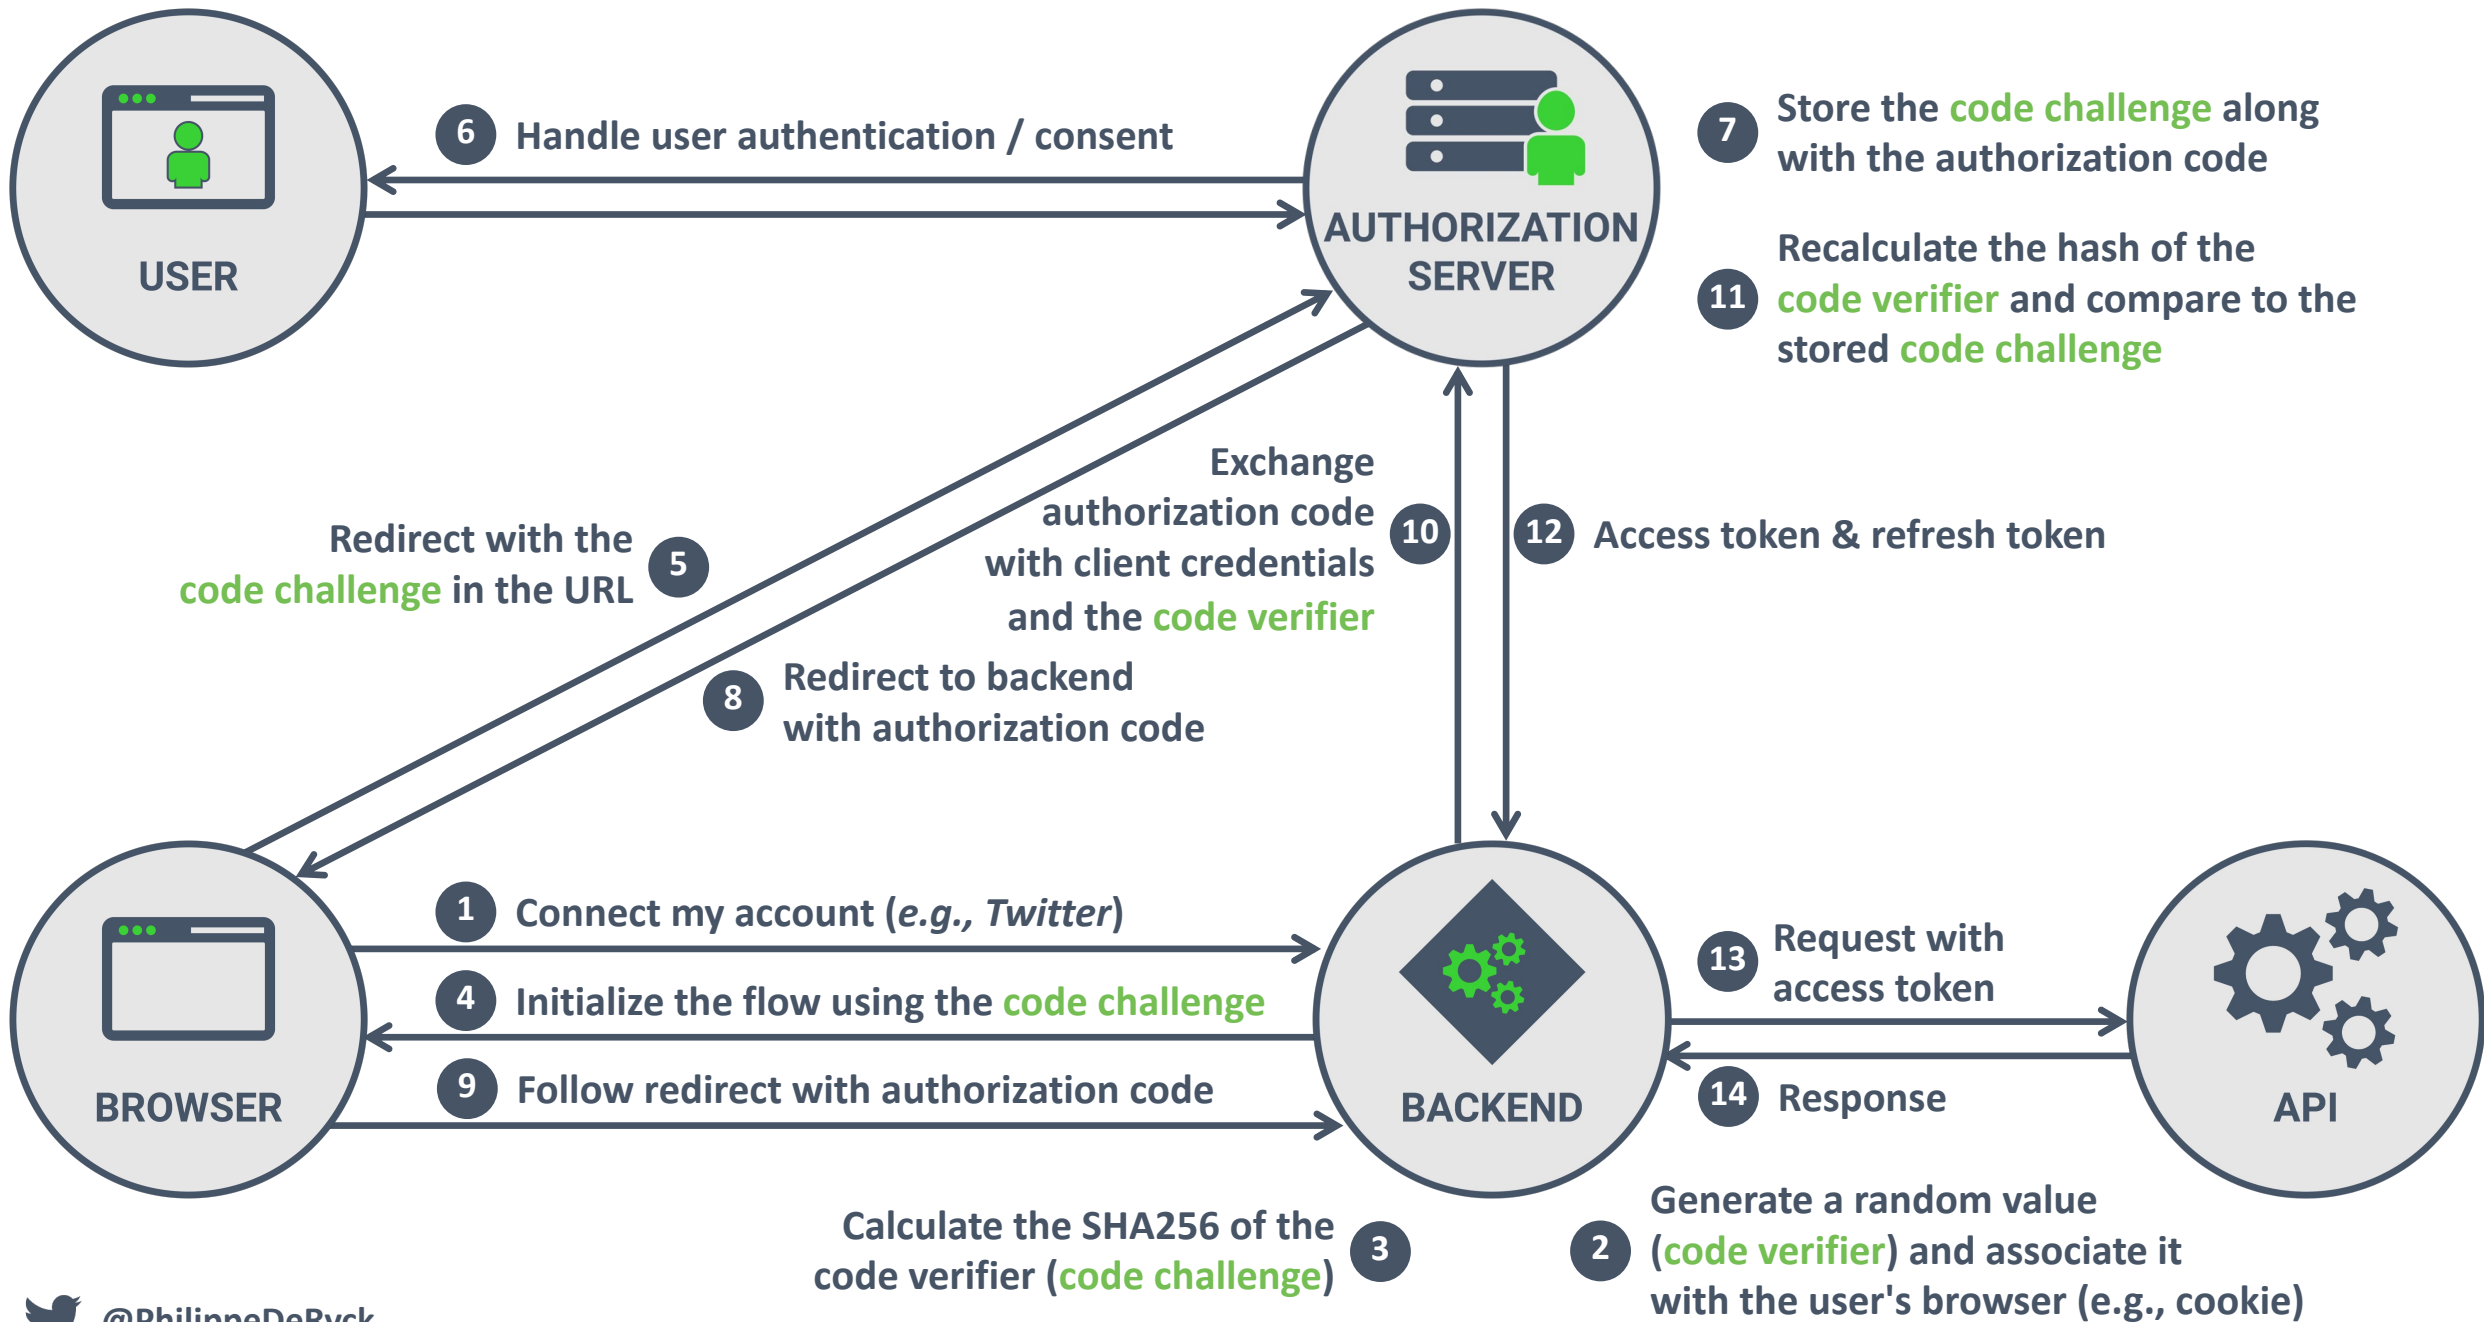 6 Handle user authentication / consent
USER
AUTHORIZATION
SERVER
7 Store the code challenge along
with the authorization code
11 Recalculate the hash of the
code verifier and compare to the
stored code challenge
Redirect with the
code challenge in the URL
5
8 Redirect to backend
with authorization code
Exchange
authorization code
with client credentials
and the code verifier
10
12 Access token & refresh token
1 Connect my account (e.g., Twitter)
4 Initialize the flow using the code challenge
9 Follow redirect with authorization code
BROWSER
BACKEND
13 Request with
access token
14 Response
API
Calculate the SHA256 of the
code verifier (code challenge)
3
2 Generate a random value
(code verifier) and associate it
with the user's browser (e.g., cookie)
@PhilippeDeRyck